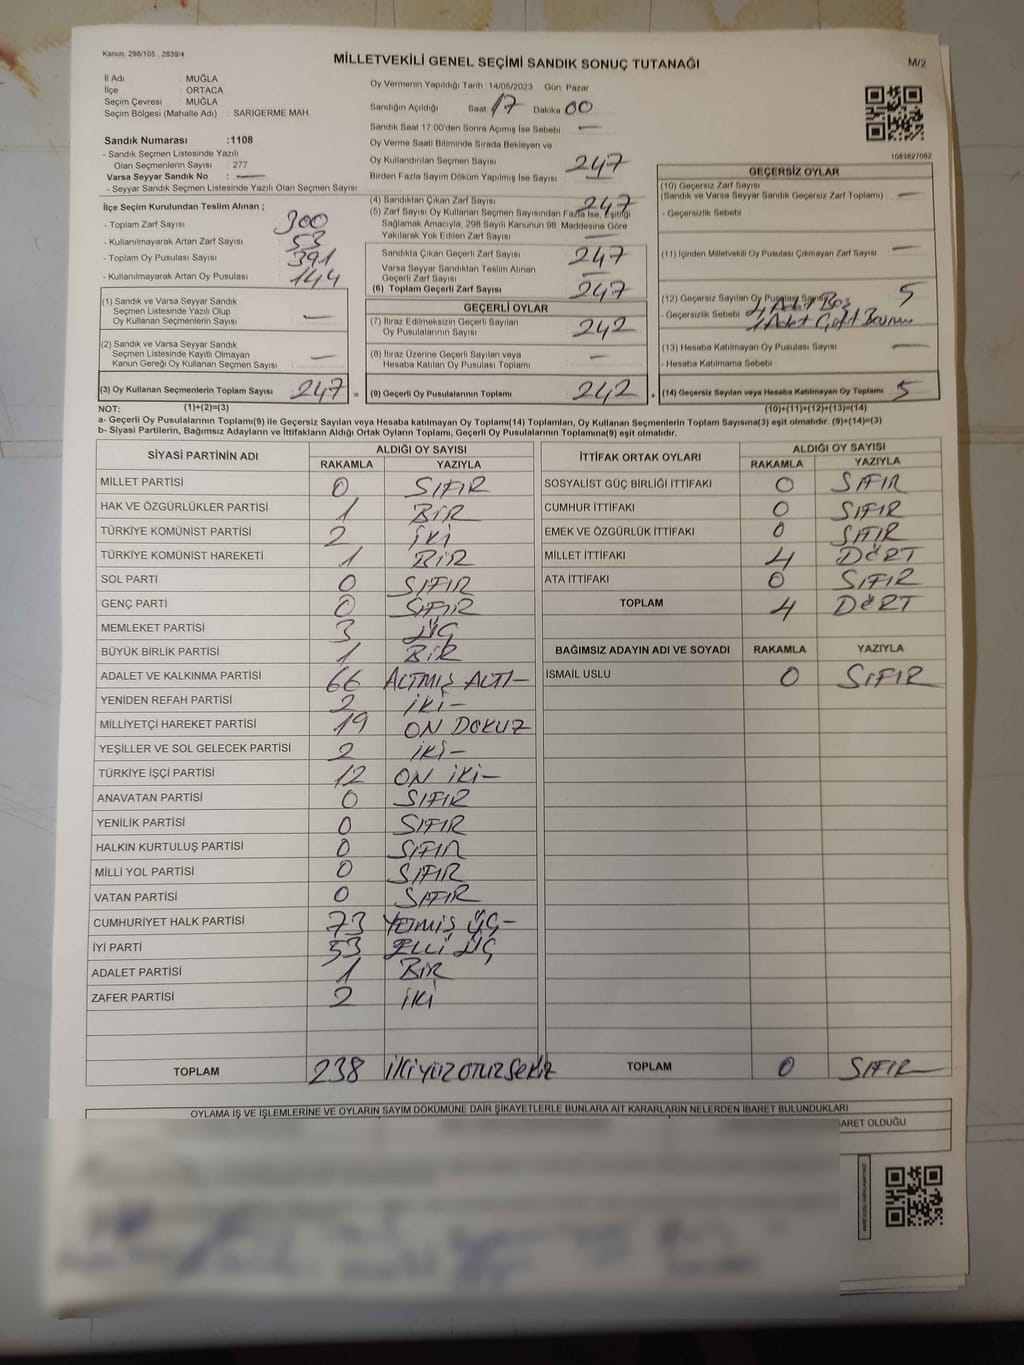 Kanun, 298/105 , 2839/4
MİLLETVEKİLİ GENEL SEÇİMİ SANDIK SONUÇ TUTANAĞI
M/2
İl Adı : MUĞLA
İlçe : ORTACA
Seçim Çevresi : MUĞLA
Seçim Bölgesi (Mahalle Adı) : SARIGERME MAH
Sandık Numarası :1108
- Sandık Seçmen Listesinde Yazılı
Olan Seçmenlerin Sayısı : 277
Varsa Seyyar Sandık No : —
- Seyyar Sandık Seçmen Listesinde Yazılı Olan Seçmen Sayısı:
Oy Vermenin Yapıldığı Tarih :14/05/2023 Gün: Pazar
Sandığın Açıldığı Saat 17 Dakika 00
Sandık Saat 17:00'den Sonra Açımış İse Sebebi : —
Oy Verme Saati Bitiminde Sırada Bekleyen ve
Oy Kullandırılan Seçmen Sayısı : 247
Birden Fazla Sayım Döküm Yapılmış İse Sayısı : —
1083827062
İlçe Seçim Kurulundan Teslim Alınan ;
- Toplam Zarf Sayısı : 300
- Kullanılmayarak Artan Zarf Sayısı : 53
- Toplam Oy Pusulası Sayısı : 391
- Kullanılmayarak Artan Oy Pusulası : 144
(1) Sandık ve Varsa Seyyar Sandık
Seçmen Listesinde Yazılı Olup
Oy Kullanan Seçmenlerin Sayısı : —
(2) Sandık ve Varsa Seyyar Sandık
Seçmen Listesinde Kayıtlı Olmayan
Kanun Gereği Oy Kullanan Seçmen Sayısı : —
(3) Oy Kullanan Seçmenlerin Toplam Sayısı 247
(4) Sandıktan Çıkan Zarf Sayısı 247
(5) Zarf Sayısı Oy Kullanan Seçmen Sayısından Fazla İse, Eşitliği
Sağlamak Amacıyla, 298 Sayılı Kanunun 98. Maddesine Göre
Yakılarak Yok Edilen Zarf Sayısı : —
Sandıkta Çıkan Geçerli Zarf Sayısı : 247
Varsa Seyyar Sandıktan Teslim Alınan
Geçerli Zarf Sayısı : —
(6) Toplam Geçerli Zarf Sayısı : 247
GEÇERLİ OYLAR
(7) İtiraz Edilmeksizin Geçerli Sayılan
Oy Pusulalarının Sayısı : 242
(8) İtiraz Üzerine Geçerli Sayılan veya
Hesaba Katılan Oy Pusulası Toplamı : —
(9) Geçerli Oy Pusulalarının Toplamı : 242
GEÇERSİZ OYLAR
(10) Geçersiz Zarf Sayısı
(Sandık ve Varsa Seyyar Sandık Geçersiz Zarf Toplamı) : —
- Geçersizlik Sebebi :
(11) İçinden Milletvekili Oy Pusulası Çıkmayan Zarf Sayısı : —
(12) Geçersiz Sayılan Oy Pusulası Sayısı : 5
- Geçersizlik Sebebi : Adet Boş
1 Adet Çift
(13) Hesaba Katılmayan Oy Pusulası Sayısı : —
- Hesaba Katılmama Sebebi :
(14) Geçersiz Sayılan veya Hesaba Katılmayan Oy Toplamı 5
NOT: (1)+(2)=(3)
(10)+(11)+(12)+(13)=(14)
a- Geçerli Oy Pusulalarının Toplamı(9) ile Geçersiz Sayılan veya Hesaba katılmayan Oy Toplam(14) Toplamları, Oy Kullanan Seçmenlerin Toplam Sayısına(3) eşit olmalıdır. (9)+(14)=(3)
b- Siyasi Partilerin, Bağımsız Adayların ve İttifakların Aldığı Ortak Oyların Toplamı, Geçerli Oy Pusulalarının Toplamına(9) eşit olmalıdır.
SİYASİ PARTİNİN ADI ALDIĞI OY SAYISI
RAKAMLA YAZIYLA
MİLLET PARTİSİ 0 SIFIR
HAK VE ÖZGÜRLÜKLER PARTİSİ 1 BİR
TÜRKİYE KOMÜNİST PARTİSİ 2 İKİ
TÜRKİYE KOMÜNİST HAREKETİ 1 BİR
SOL PARTİ 0 SIFIR
GENÇ PARTİ 0 SIFIR
MEMLEKET PARTİSİ 3 ÜÇ
BÜYÜK BİRLİK PARTİSİ 1 BİR
ADALET VE KALKINMA PARTİSİ 66 ALTMIŞ ALTI—
YENİDEN REFAH PARTİSİ 2 İKİ—
MİLLİYETÇİ HAREKET PARTİSİ 19 ON DOKUZ
YEŞİLLER VE SOL GELECEK PARTİSİ 2 İKİ—
TÜRKİYE İŞÇİ PARTİSİ 12 ON İKİ—
ANAVATAN PARTİSİ 0 SIFIR
YENİLİK PARTİSİ 0 SIFIR
HALKIN KURTULUŞ PARTİSİ 0 SIFIR
MİLLİ YOL PARTİSİ 0 SIFIR
VATAN PARTİSİ 0 SIFIR
CUMHURİYET HALK PARTİSİ 73 YETMİŞ ÜÇ—
İYİ PARTİ 53 ELLİ ÜÇ
ADALET PARTİSİ 1 BİR
ZAFER PARTİSİ 2 İKİ
TOPLAM 238 İKİYÜZOTUZSEKİZ
İTTİFAK ORTAK OYLARI ALDIĞI OY SAYISI
RAKAMLA YAZIYLA
SOSYALİST GÜÇ BİRLİĞİ İTTİFAKI 0 SIFIR
CUMHUR İTTİFAKI 0 SIFIR
EMEK VE ÖZGÜRLÜK İTTİFAKI 0 SIFIR
MİLLET İTTİFAKI 4 DÖRT
ATA İTTİFAKI 0 SIFIR
TOPLAM 4 DÖRT
BAĞIMSIZ ADAYIN ADI VE SOYADI RAKAMLA YAZIYLA
İSMAİL USLU 0 SIFIR
TOPLAM 0 SIFIR
OYLAMA İŞ VE İŞLEMLERİNE VE OYLARIN SAYIM DÖKÜMÜNE DAİR ŞİKAYETLERLE BUNLARA AİT KARARLARIN NELERDEN İBARET BULUNDUKLARI
BARET OLDUĞU